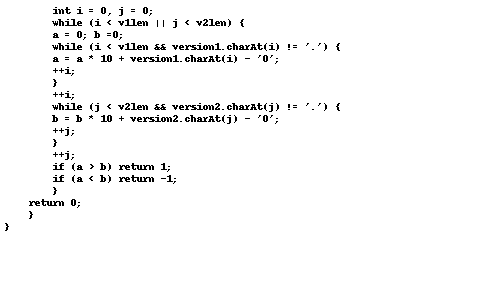 int i = 0, j = 0;
while (i < v1len || j < v2len) {
a = 0; b =0;
while (i < v1len && version1.charAt(i) != '.') {
a = a * 10 + version1.charAt(i) - '0';
++i;
}
++i;
while (j < v2len && version2.charAt(j) != '.') {
b = b * 10 + version2.charAt(j) - '0';
++j;
}
++j;
if (a > b) return 1;
if (a < b) return -1;
}
return 0;
}
}